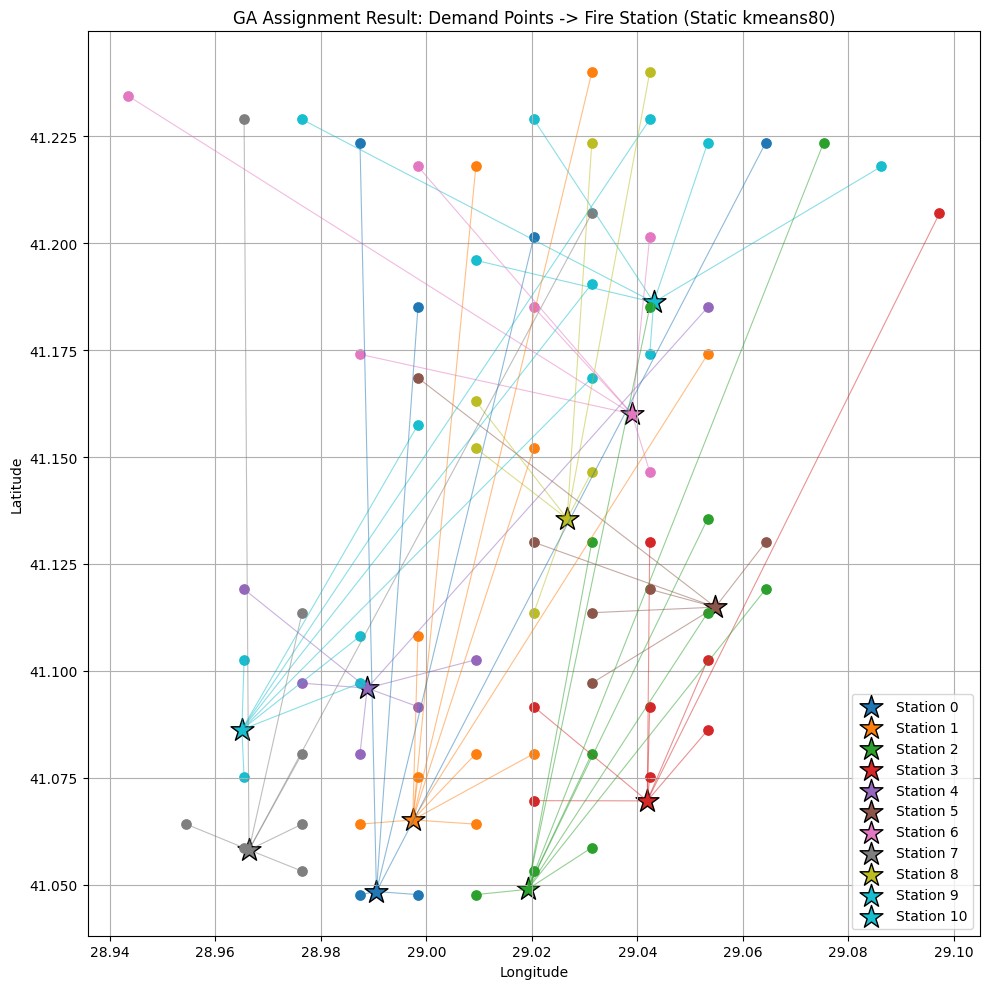 GA Assignment Result: Demand Points -> Fire Station (Static kmeans80)
Latitude
41.225
41.200
41.175
41.150
41.125
41.100
41.075
41.050
Station 0
Station 1
Station 2
Station 3
Station 4
Station 5
Station 6
Station 7
Station 8
Station 9
Station 10
28.94 28.96 28.98 29.00 29.02 29.04 29.06 29.08 29.10
Longitude